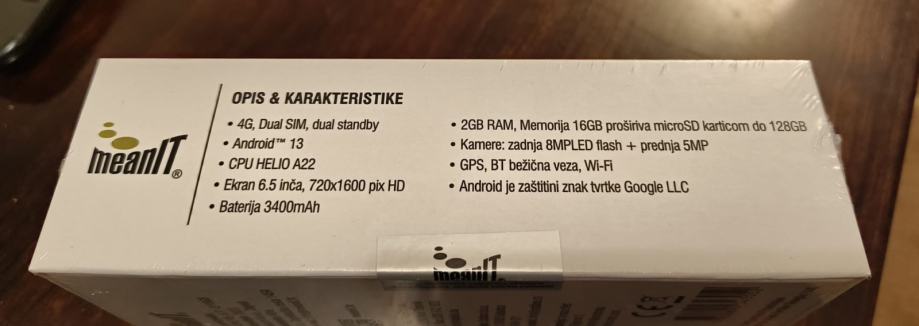 meanIT®
OPIS & KARAKTERISTIKE
• 4G, Dual SIM, dual standby
• Android™ 13
• CPU HELIO A22
• Ekran 6.5 inča, 720x1600 pix HD
• Baterija 3400mAh
• 2GB RAM, Memorija 16GB proširiva microSD karticom do 128GB
• Kamere: zadnja 8MPLED flash + prednja 5MP
• GPS, BT bežična veza, Wi-Fi
• Android je zaštitini znak tvrtke Google LLC
meanIT
CE